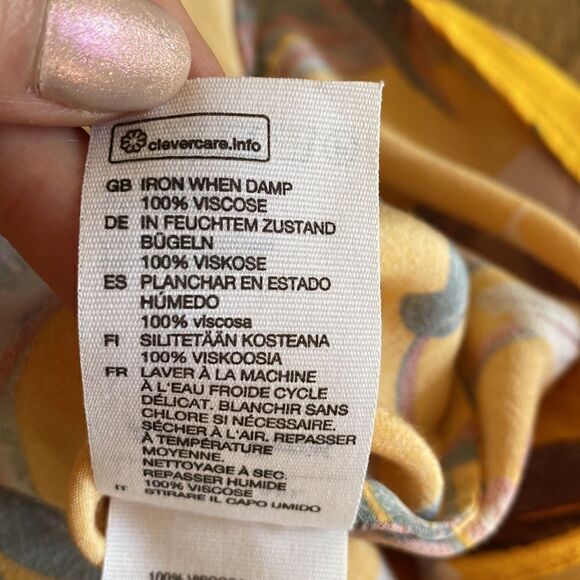 clevercare.info
GB IRON WHEN DAMP
100% VISCOSE
DE IN FEUCHTEM ZUSTAND
BÜGELN
100% VISKOSE
ES PLANCHAR EN ESTADO
HÚMEDO
100% viscosa
FI SILITETÄÄN KOSTEANA
100% VISKOOSIA
FR LAVER À LA MACHINE
À L'EAU FROIDE CYCLE
DÉLICAT. BLANCHIR SANS
CHLORE SI NÉCESSAIRE.
SÉCHER À L'AIR. REPASSER
À TEMPÉRATURE
MOYENNE.
NETTOYAGE À SEC.
REPASSER HUMIDE
100% VISCOSE
IT STIRARE IL CAPO UMIDO
100% VISCOSE